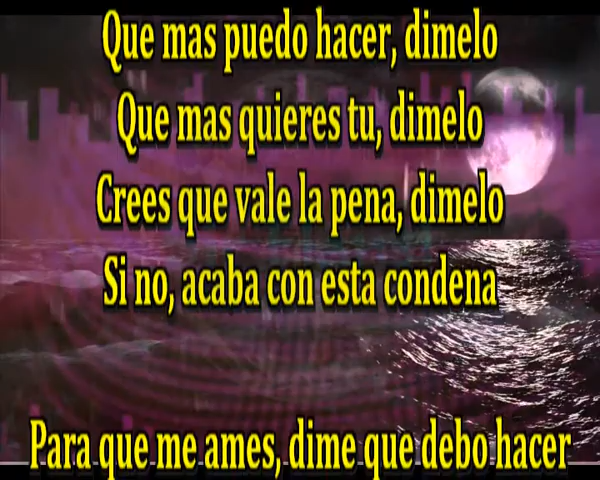 Que mas puedo hacer, dimelo
Que mas quieres tu, dimelo
Crees que vale la pena, dimelo
Si no, acaba con esta condena
Para que me ames, dime que debo hacer